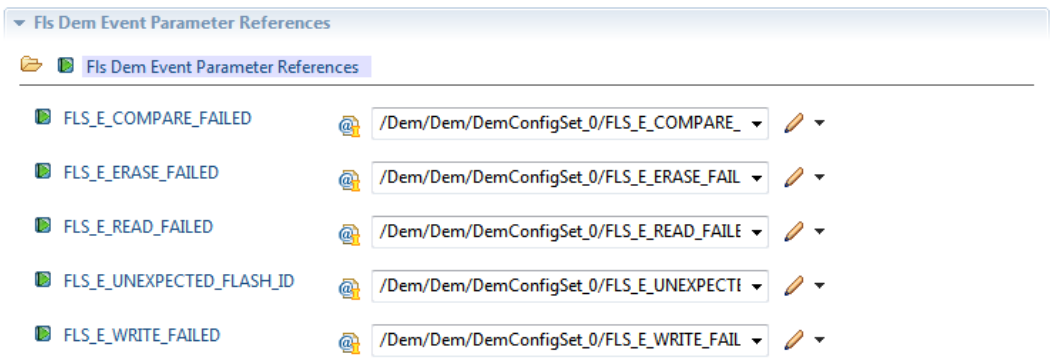 Fls Dem Event Parameter References
Fls Dem Event Parameter References
FLS_E_COMPARE_FAILED /Dem/Dem/DemConfigSet_0/FLS_E_COMPARE_
FLS_E_ERASE_FAILED /Dem/Dem/DemConfigSet_0/FLS_E_ERASE_FAIL
FLS_E_READ_FAILED /Dem/Dem/DemConfigSet_0/FLS_E_READ_FAILE
FLS_E_UNEXPECTED_FLASH_ID /Dem/Dem/DemConfigSet_0/FLS_E_UNEXPECTE
FLS_E_WRITE_FAILED /Dem/Dem/DemConfigSet_0/FLS_E_WRITE_FAIL